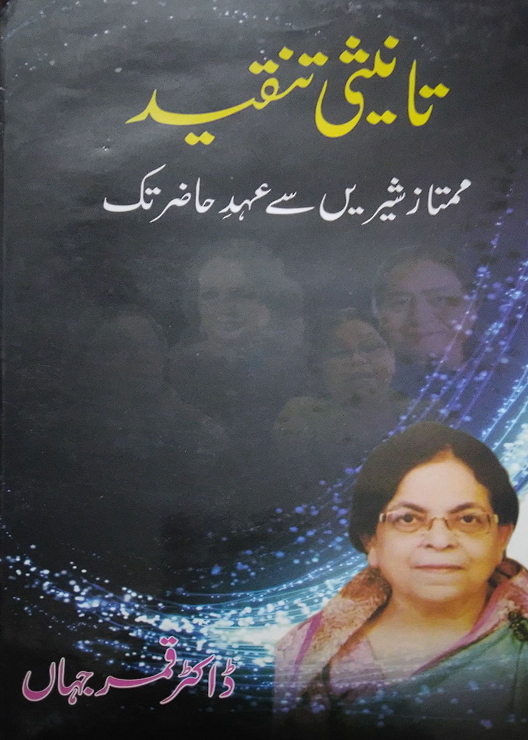 تانیثی تنقید
ممتاز شیریں سے عہدِ حاضر تک
ڈاکٹر قمر جہاں